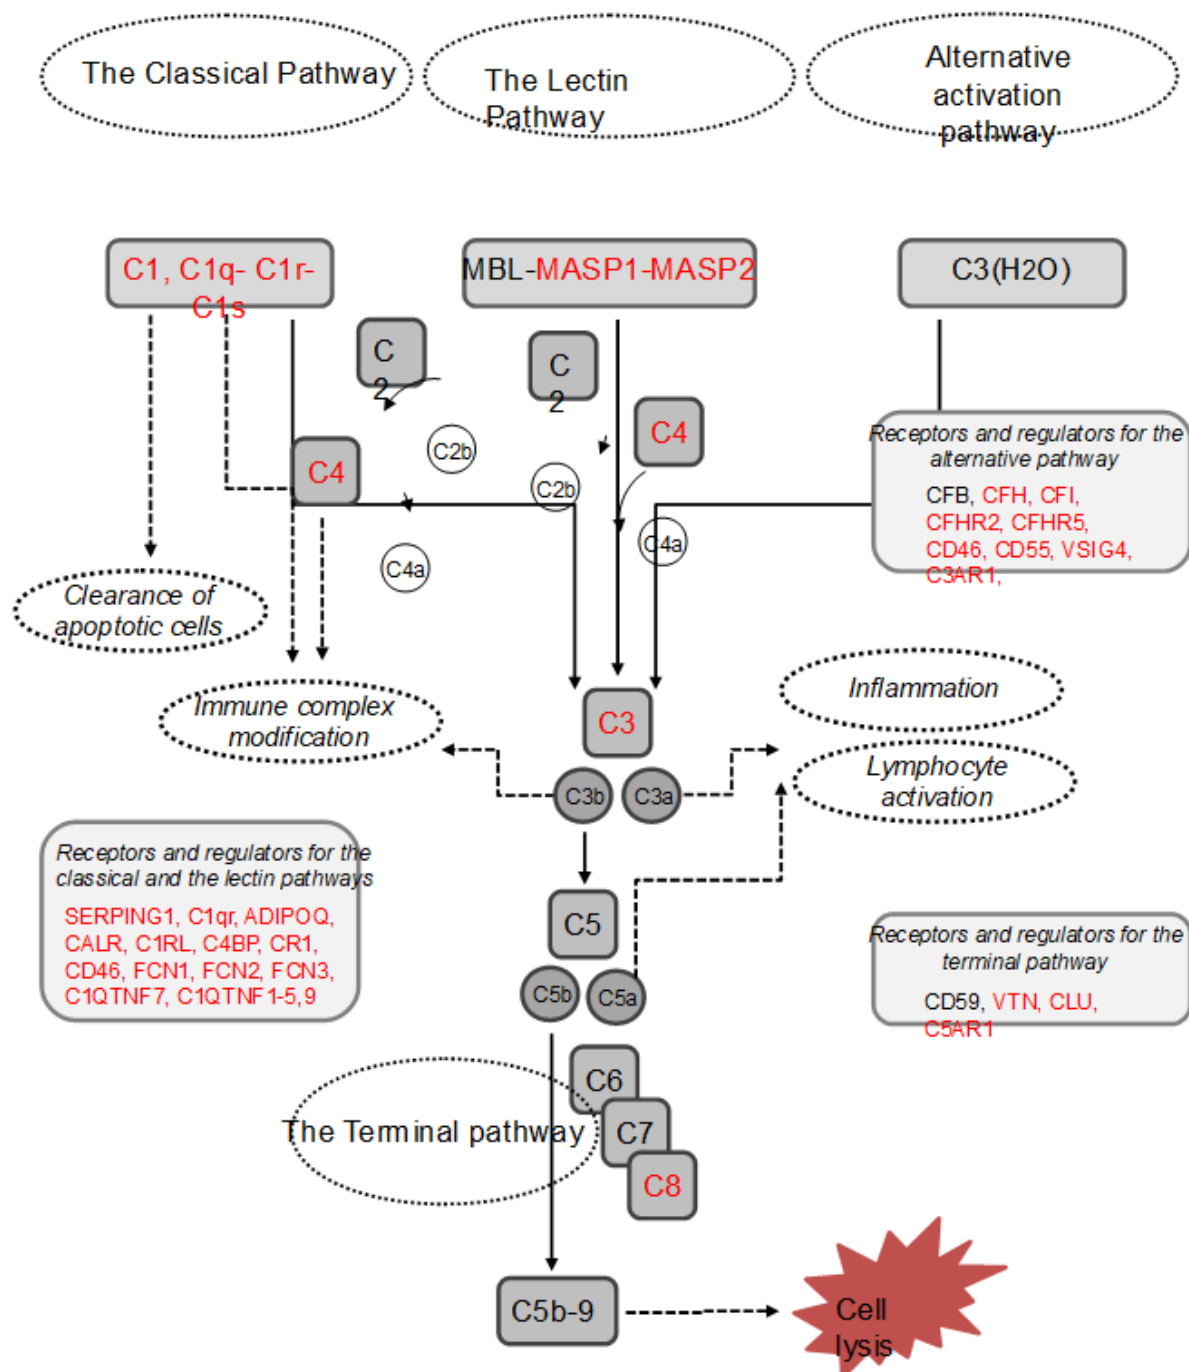 The Classical Pathway
The Lectin
Pathway
Alternative
activation
pathway
C1, C1q- C1r-
C1s
MBL-MASP1-MASP2
C3(H2O)
C
2
C
2
C4
C4
C2b
C2b
C4a
C4a
Receptors and regulators for the
alternative pathway
CFB, CFH, CFI,
CFHR2, CFHR5,
CD46, CD55, VSIG4,
C3AR1,
Clearance of
apoptotic cells
Immune complex
modification
C3
Inflammation
Lymphocyte
activation
C3b
C3a
Receptors and regulators for the
classical and the lectin pathways
SERPING1, C1qr, ADIPOQ,
CALR, C1RL, C4BP, CR1,
CD46, FCN1, FCN2, FCN3,
C1QTNF7, C1QTNF1-5,9
C5
C5b
C5a
Receptors and regulators for the
terminal pathway
CD59, VTN, CLU,
C5AR1
The Terminal pathway
C6
C7
C8
C5b-9
Cell
lysis